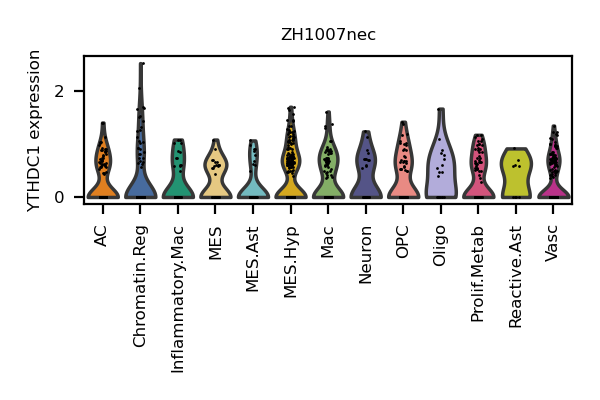 ZH1007nec
YTHDC1 expression
2
0
AC
Chromatin.Reg
Inflammatory.Mac
MES
MES.Ast
MES.Hyp
Mac
Neuron
OPC
Oligo
Prolif.Metab
Reactive.Ast
Vasc